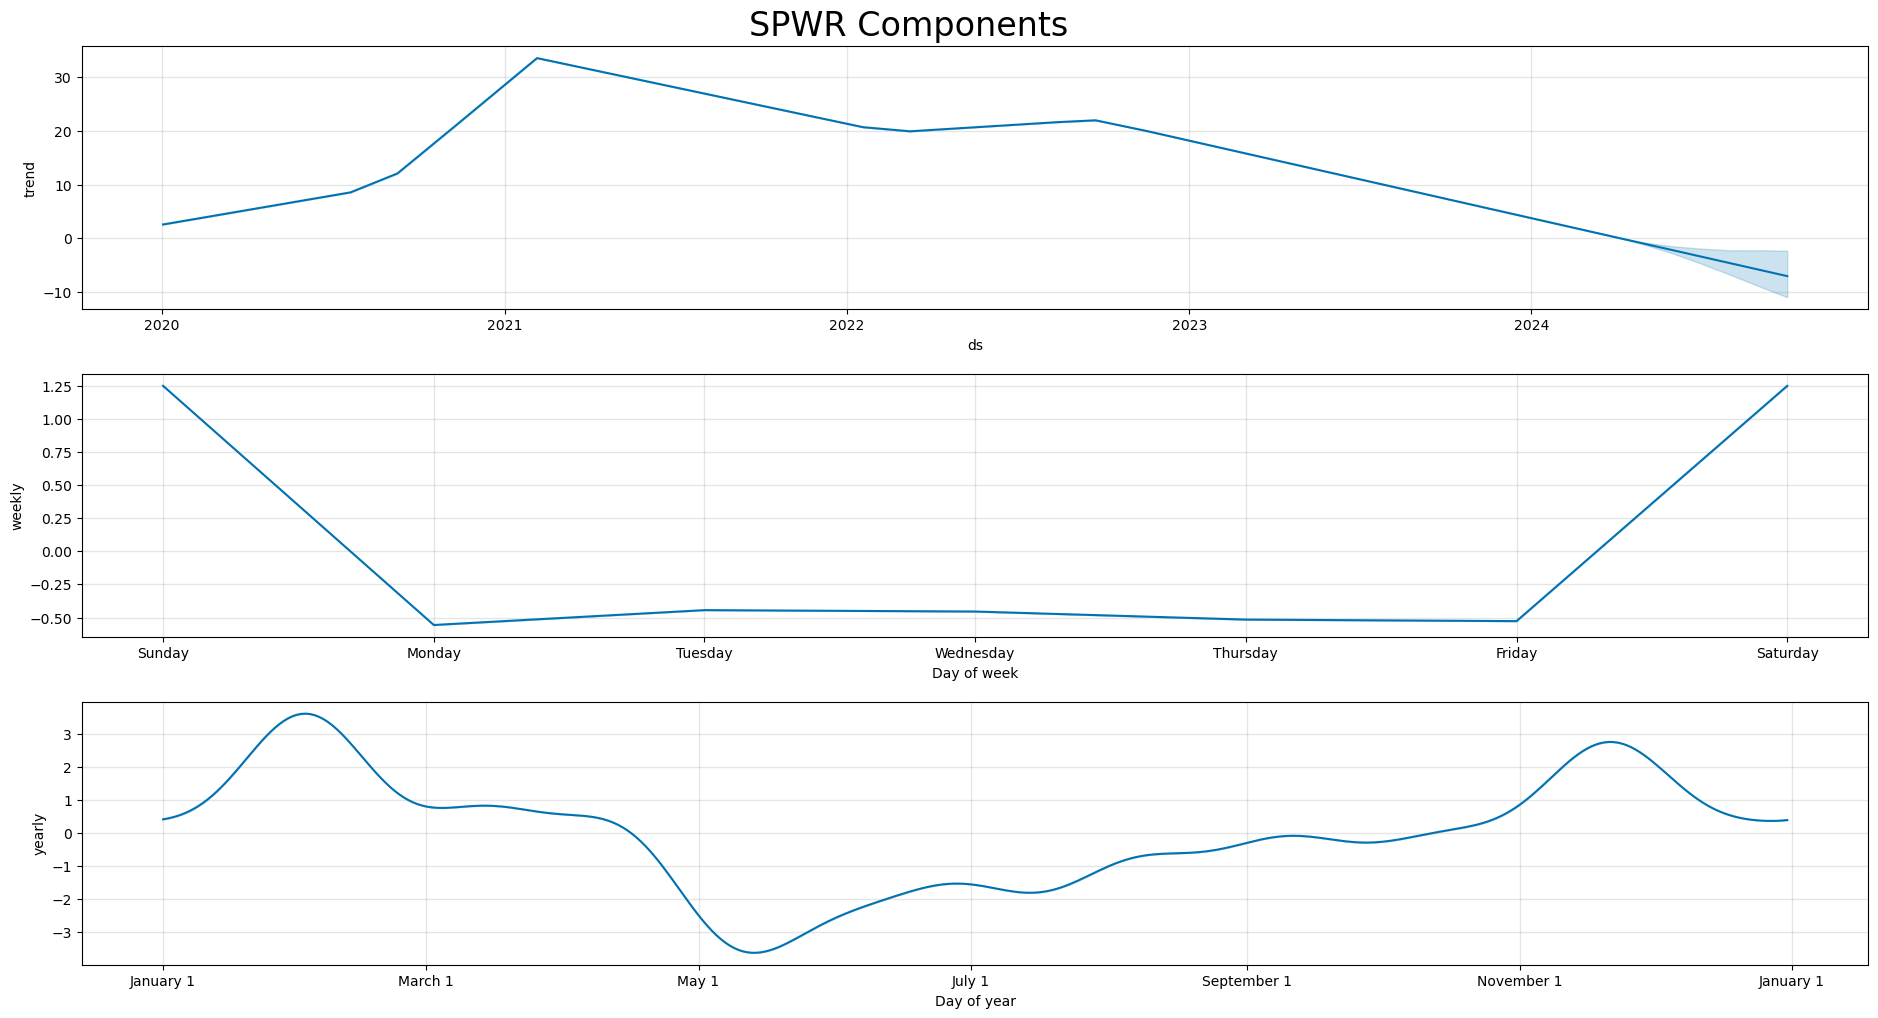 SPWR Components
30
20
10
0
−10
trend
2020 2021 2022 2023 2024
ds
1.25
1.00
0.75
0.50
0.25
0.00
−0.25
−0.50
weekly
Sunday Monday Tuesday Wednesday Thursday Friday Saturday
Day of week
3
2
1
0
−1
−2
−3
yearly
January 1 March 1 May 1 July 1 September 1 November 1 January 1
Day of year